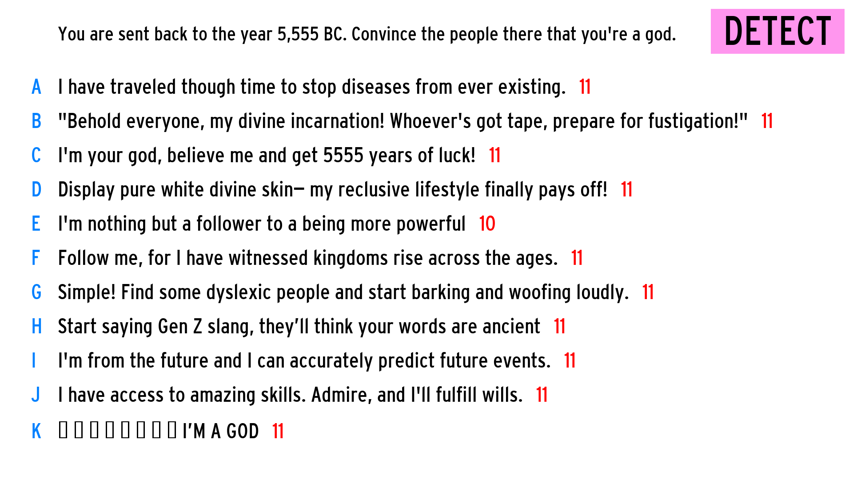 You are sent back to the year 5,555 BC. Convince the people there that you're a god.
DETECT
A I have traveled though time to stop diseases from ever existing. 11
B "Behold everyone, my divine incarnation! Whoever's got tape, prepare for fustigation!" 11
C I'm your god, believe me and get 5555 years of luck! 11
D Display pure white divine skin— my reclusive lifestyle finally pays off! 11
E I'm nothing but a follower to a being more powerful 10
F Follow me, for I have witnessed kingdoms rise across the ages. 11
G Simple! Find some dyslexic people and start barking and woofing loudly. 11
H Start saying Gen Z slang, they’ll think your words are ancient 11
I I'm from the future and I can accurately predict future events. 11
J I have access to amazing skills. Admire, and I'll fulfill wills. 11
K I’M A GOD 11